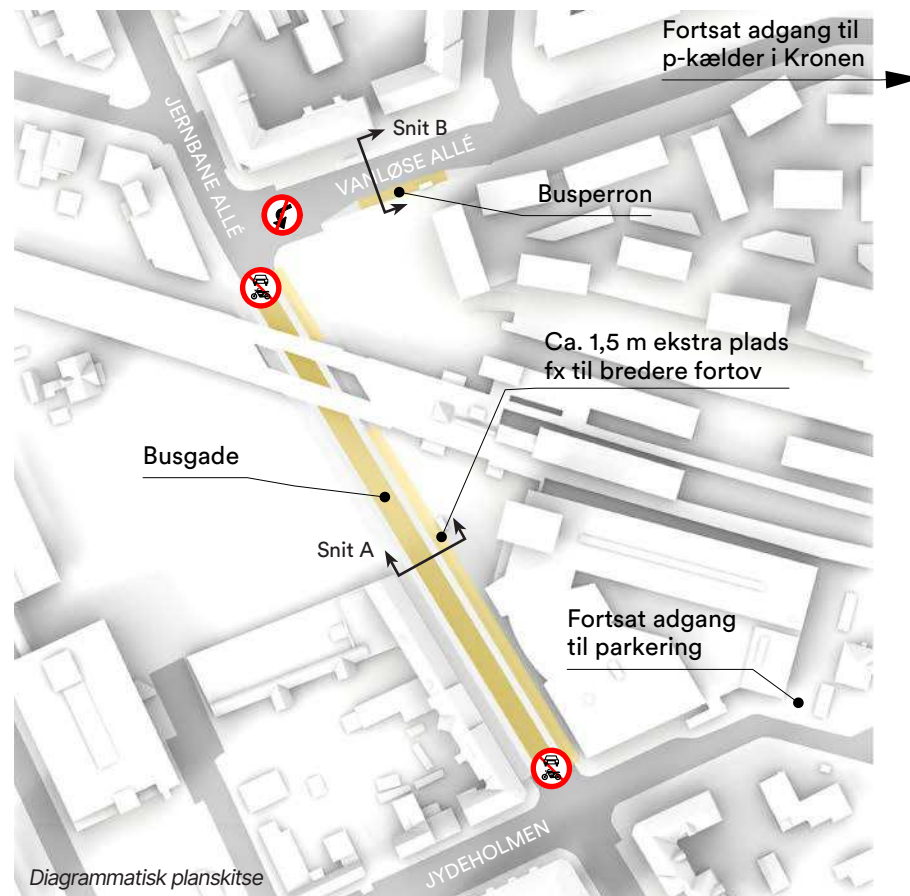 Fortsat adgang til
p-kælder i Kronen
JERNBANE ALLÉ
Snit B
VANLØSE ALLÉ
Busperron
Ca. 1,5 m ekstra plads
fx til bredere fortov
Busgade
Snit A
Fortsat adgang
til parkering
JYDEHOLMEN
Diagrammatisk planskitse